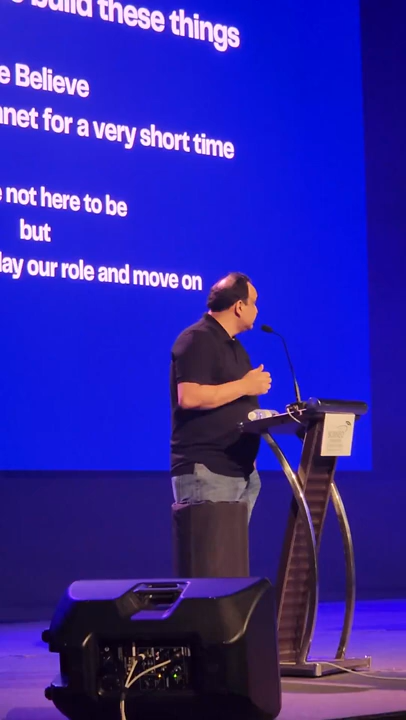 build these things
e Believe
net for a very short time
not here to be
but
lay our role and move on